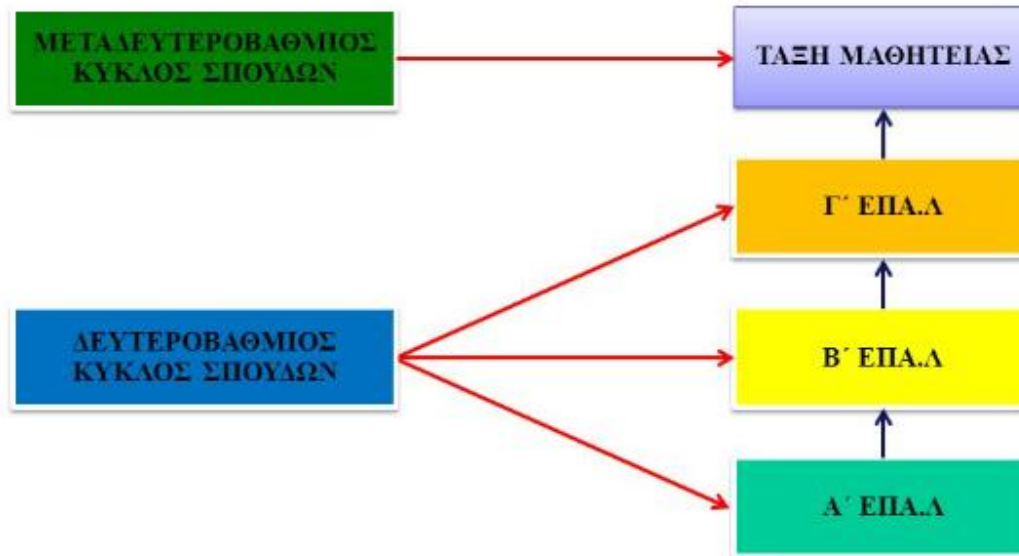 ΜΕΤΑΔΕΥΤΕΡΟΒΑΘΜΙΟΣ
ΚΥΚΛΟΣ ΣΠΟΥΔΩΝ
ΤΑΞΗ ΜΑΘΗΤΕΙΑΣ
Γ΄ ΕΠΑ.Λ
ΔΕΥΤΕΡΟΒΑΘΜΙΟΣ
ΚΥΚΛΟΣ ΣΠΟΥΔΩΝ
Β΄ ΕΠΑ.Λ
Α΄ ΕΠΑ.Λ